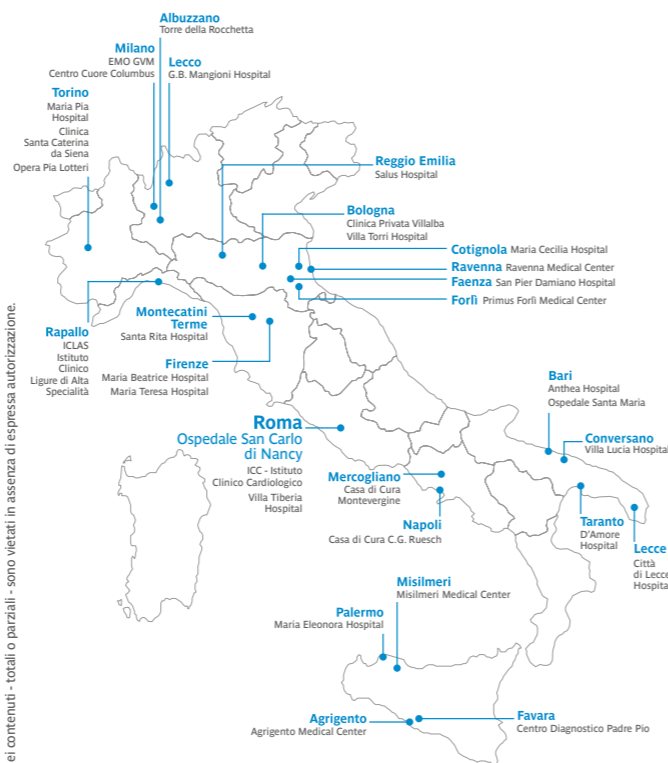 Albuzzano
Torre della Rocchetta
Milano
EMO GVM
Centro Cuore Columbus
Lecco
G.B. Mangioni Hospital
Torino
Maria Pia
Hospital
Clinica
Santa Caterina
da Siena
Opera Pia Lotteri
Reggio Emilia
Salus Hospital
Bologna
Clinica Privata Villalba
Villa Torri Hospital
Cotignola Maria Cecilia Hospital
Ravenna Ravenna Medical Center
Faenza San Pier Damiano Hospital
Forlì Primus Forlì Medical Center
Rapallo
ICLAS
Istituto
Clinico
Ligure di Alta
Specialità
Montecatini
Terme
Santa Rita Hospital
Firenze
Maria Beatrice Hospital
Maria Teresa Hospital
Roma
Ospedale San Carlo
di Nancy
ICC - Istituto
Clinico Cardiologico
Villa Tiberia
Hospital
Bari
Anthea Hospital
Ospedale Santa Maria
Conversano
Villa Lucia Hospital
Mercogliano
Casa di Cura
Montevergine
Napoli
Casa di Cura C.G. Ruesch
Taranto
D'Amore
Hospital
Lecce
Città
di Lecce
Hospita
Misilmeri
Misilmeri Medical Center
Palermo
Maria Eleonora Hospital
Agrigento
Agrigento Medical Center
Favara
Centro Diagnostico Padre Pio
ei contenuti - totali o parziali - sono vietati in assenza di espressa autorizzazione.